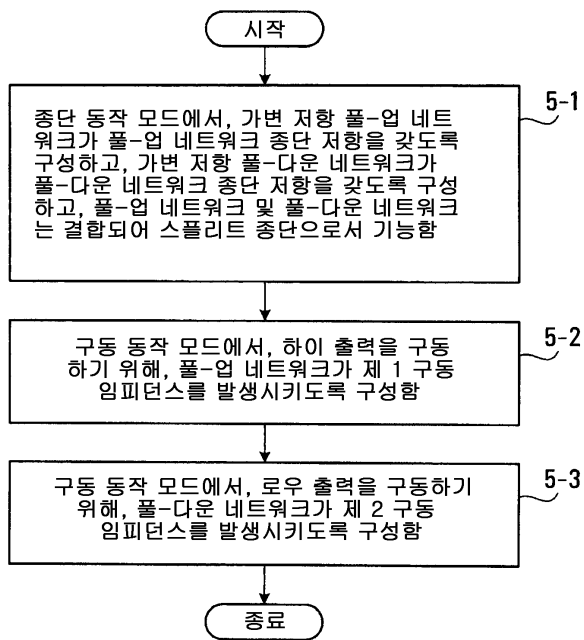 시작
5-1
종단 동작 모드에서, 가변 저항 풀-업 네트
워크가 풀-업 네트워크 종단 저항을 갖도록
구성하고, 가변 저항 풀-다운 네트워크가
풀-다운 네트워크 종단 저항을 갖도록 구성
하고, 풀-업 네트워크 및 풀-다운 네트워크
는 결합되어 스플리트 종단으로서 기능함
5-2
구동 동작 모드에서, 하이 출력을 구동
하기 위해, 풀-업 네트워크가 제 1 구동
임피던스를 발생시키도록 구성함
5-3
구동 동작 모드에서, 로우 출력을 구동하기
위해, 풀-다운 네트워크가 제 2 구동
임피던스를 발생시키도록 구성함
종료